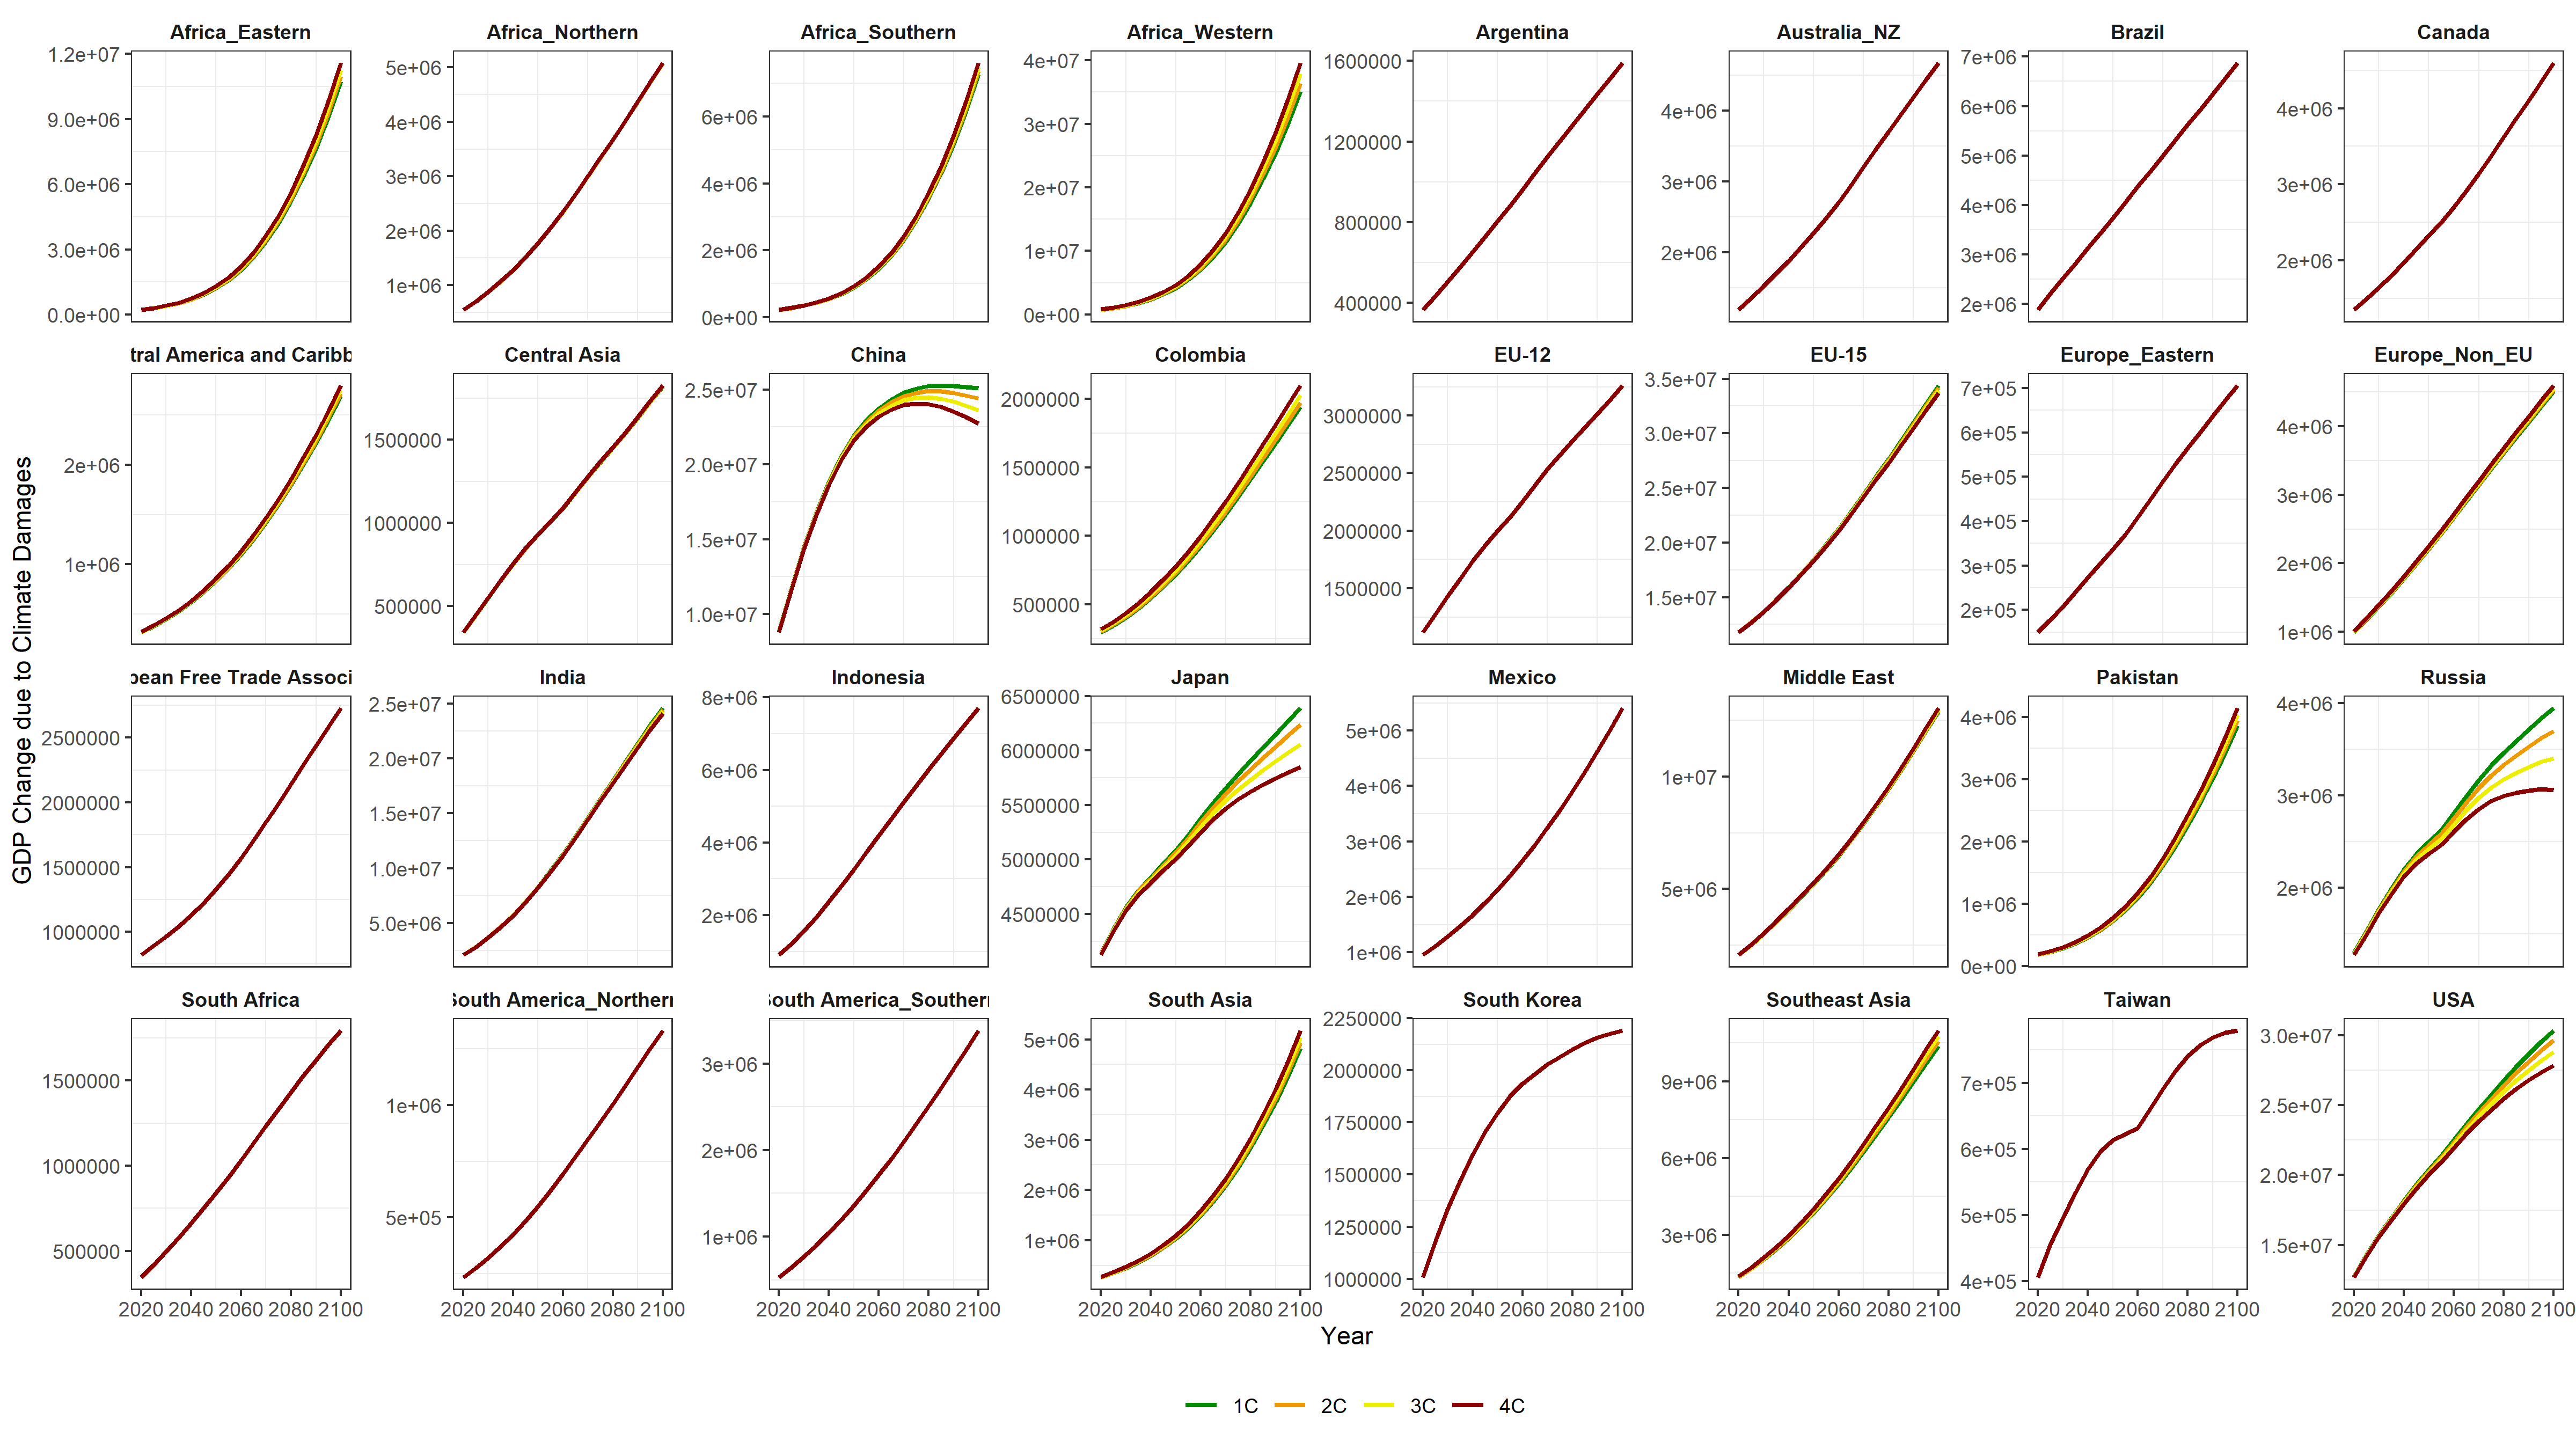 Africa_Eastern Africa_Northern Africa_Southern Africa_Western Argentina Australia_NZ Brazil Canada
1.2e+07
9.0e+06
6.0e+06
3.0e+06
0.0e+00
5e+06
4e+06
3e+06
2e+06
1e+06
6e+06
4e+06
2e+06
0e+00
4e+07
3e+07
2e+07
1e+07
0e+00
1600000
1200000
800000
400000
4e+06
3e+06
2e+06
7e+06
6e+06
5e+06
4e+06
3e+06
2e+06
4e+06
3e+06
2e+06
tral America and Caribb Central Asia China Colombia EU-12 EU-15 Europe_Eastern Europe_Non_EU
2e+06
1e+06
1500000
1000000
500000
2.5e+07
2.0e+07
1.5e+07
1.0e+07
2000000
1500000
1000000
500000
3000000
2500000
2000000
1500000
3.5e+07
3.0e+07
2.5e+07
2.0e+07
1.5e+07
7e+05
6e+05
5e+05
4e+05
3e+05
2e+05
4e+06
3e+06
2e+06
1e+06
pean Free Trade Associ India Indonesia Japan Mexico Middle East Pakistan Russia
2500000
2000000
1500000
1000000
2.5e+07
2.0e+07
1.5e+07
1.0e+07
5.0e+06
8e+06
6e+06
4e+06
2e+06
6500000
6000000
5500000
5000000
4500000
5e+06
4e+06
3e+06
2e+06
1e+06
1e+07
5e+06
4e+06
3e+06
2e+06
1e+06
0e+00
4e+06
3e+06
2e+06
South Africa South America_Northern South America_Southern South Asia South Korea Southeast Asia Taiwan USA
1500000
1000000
500000
1e+06
5e+05
3e+06
2e+06
1e+06
5e+06
4e+06
3e+06
2e+06
1e+06
2250000
2000000
1750000
1500000
1250000
1000000
9e+06
6e+06
3e+06
7e+05
6e+05
5e+05
4e+05
3.0e+07
2.5e+07
2.0e+07
1.5e+07
2020 2040 2060 2080 2100 2020 2040 2060 2080 2100 2020 2040 2060 2080 2100 2020 2040 2060 2080 2100 2020 2040 2060 2080 2100 2020 2040 2060 2080 2100 2020 2040 2060 2080 2100 2020 2040 2060 2080 2100
GDP Change due to Climate Damages
Year
1C 2C 3C 4C